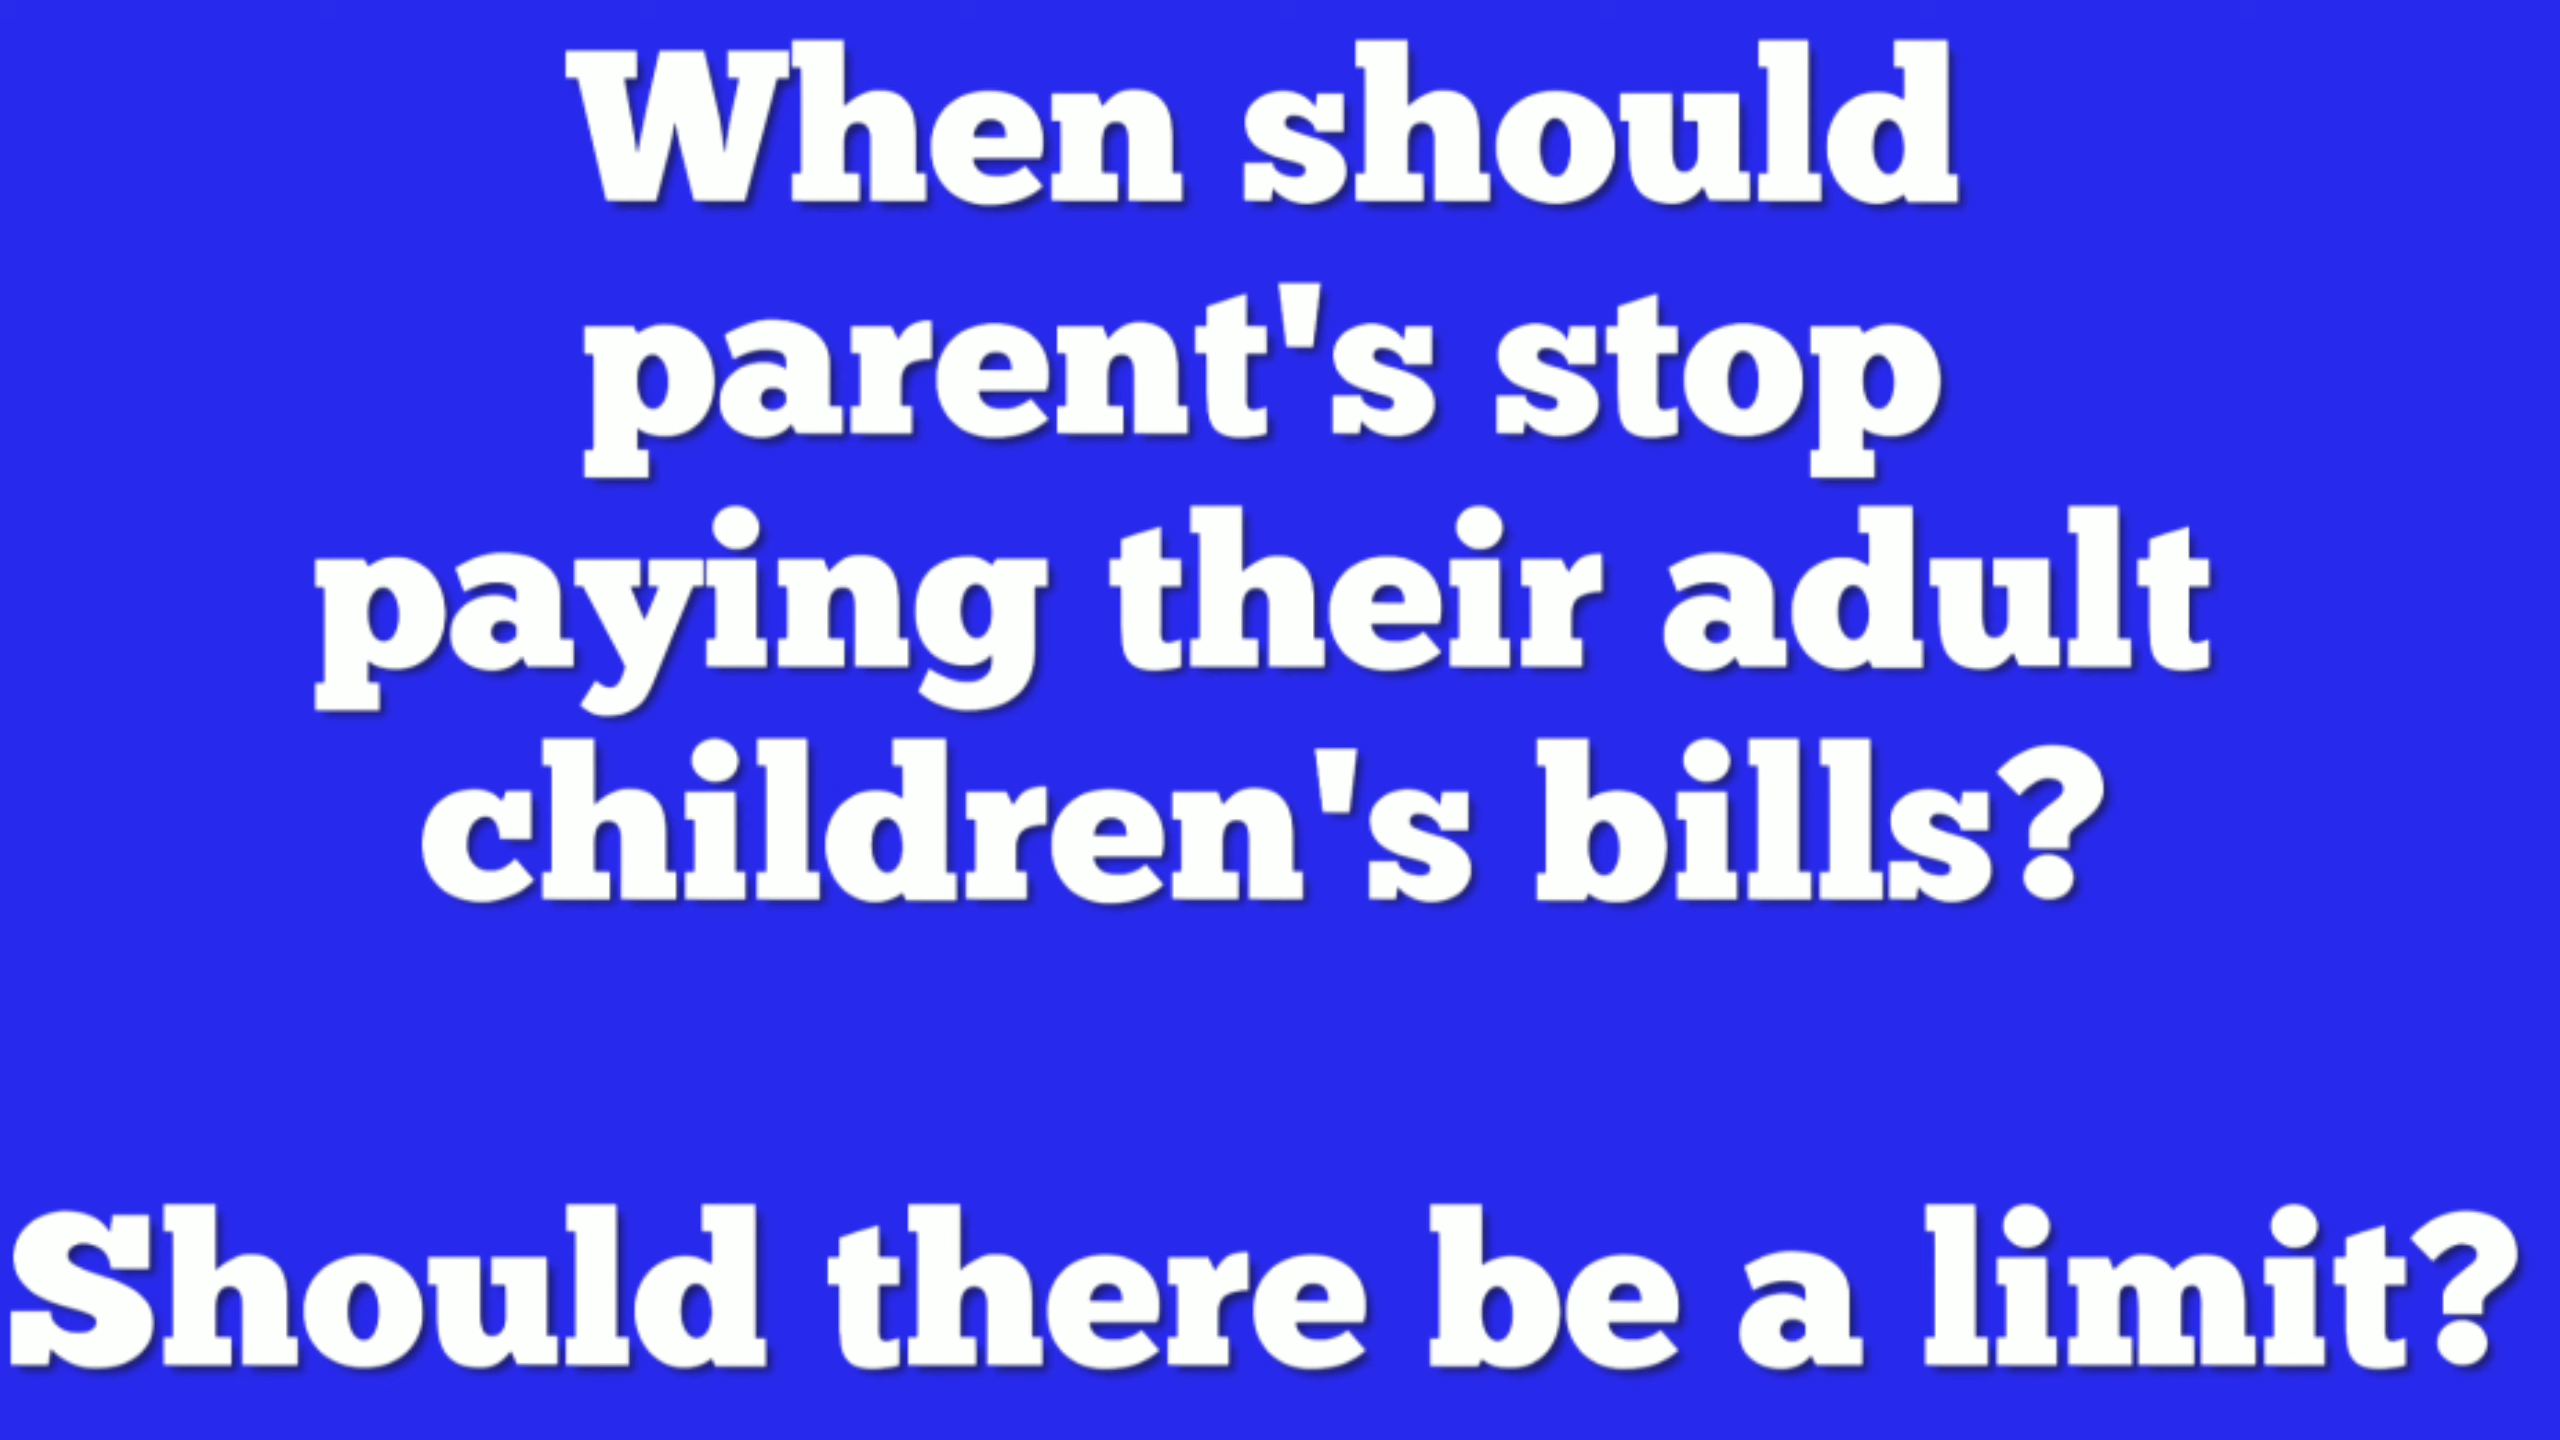 When should
parent's stop
paying their adult
children's bills?
Should there be a limit?